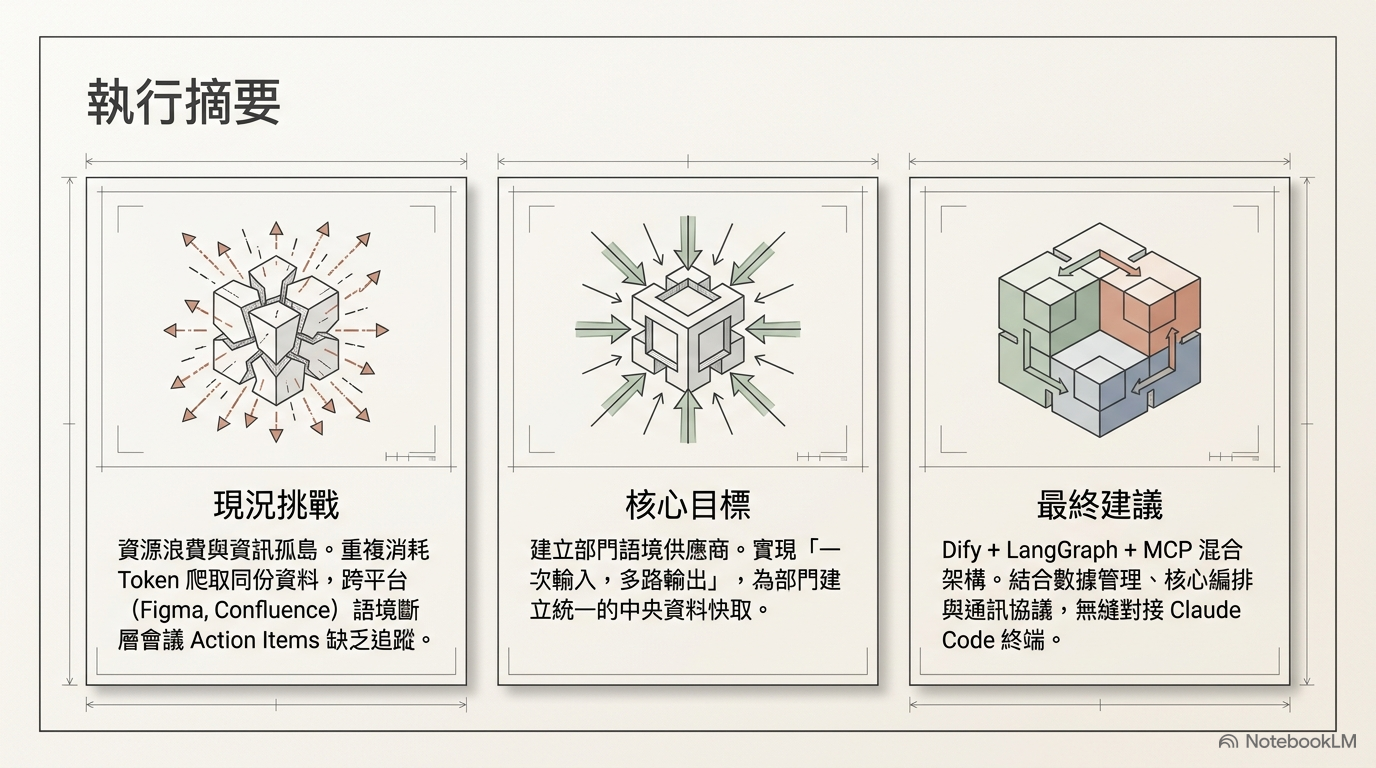 執行摘要
現況挑戰
資源浪費與資訊孤島。重複消耗
Token 爬取同份資料，跨平台
（Figma, Confluence）語境斷
層會議 Action Items 缺乏追蹤。
核心目標
建立部門語境供應商。實現「一
次輸入，多路輸出」，為部門建
立統一的中央資料快取。
最終建議
Dify + LangGraph + MCP 混合
架構。結合數據管理、核心編排
與通訊協議，無縫對接 Claude
Code 終端。
NotebookLM